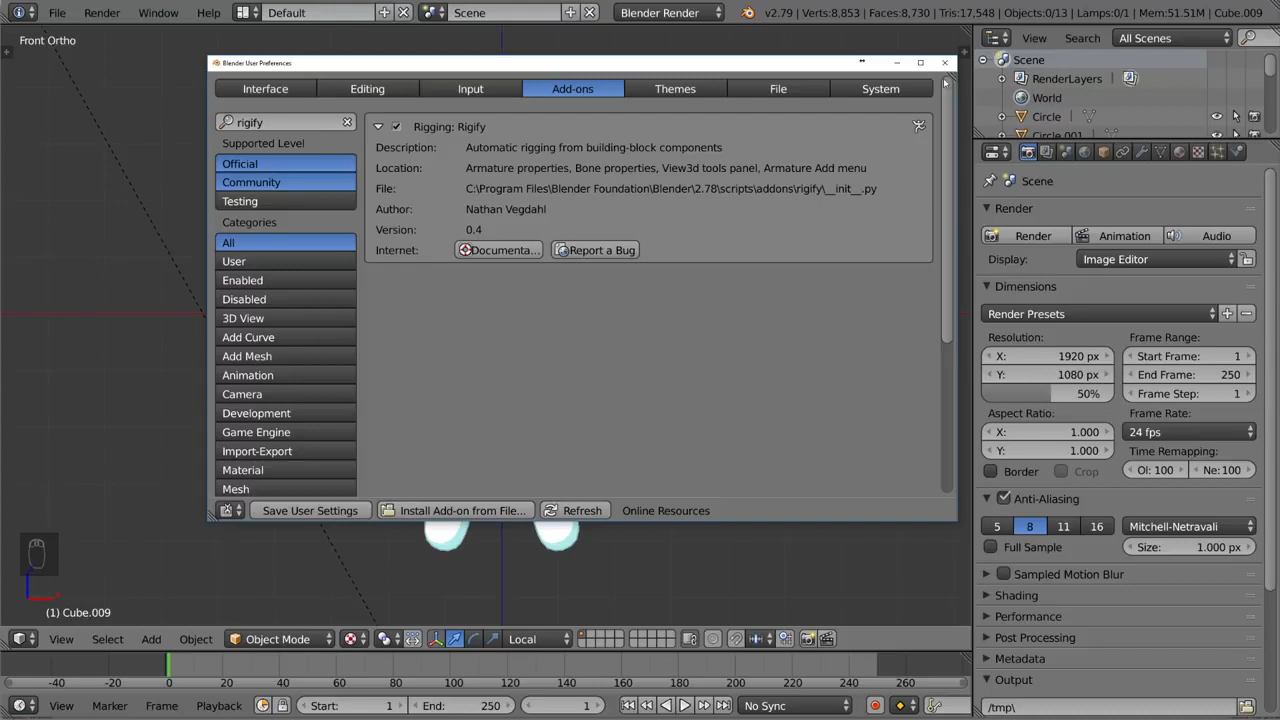 File Render Window Help Default Scene Blender Render v2.79 | Verts:8,853 | Faces:8,730 | Tris:17,548 | Objects:0/13 | Lamps:0/1 | Mem:51.51M | Cube.009
Front Ortho
View Search All Scenes
Blender User Preferences
Scene
RenderLayers
World
Circle
Circle.001
Interface Editing Input Add-ons Themes File System
rigify
Supported Level
Official
Community
Testing
Categories
All
User
Enabled
Disabled
3D View
Add Curve
Add Mesh
Animation
Camera
Development
Game Engine
Import-Export
Material
Mesh
Rigging: Rigify
Description: Automatic rigging from building-block components
Location: Armature properties, Bone properties, View3d tools panel, Armature Add menu
File: C:\Program Files\Blender Foundation\Blender\2.78\scripts\addons\rigify\__init__.py
Author: Nathan Vegdahl
Version: 0.4
Internet: Documenta... Report a Bug
Save User Settings Install Add-on from File... Refresh Online Resources
Scene
Render
Render Animation Audio
Display: Image Editor
Dimensions
Render Presets
Resolution: Frame Range:
X: 1920 px Start Frame: 1
Y: 1080 px End Frame: 250
50% Frame Step: 1
Aspect Ratio: Frame Rate:
X: 1.000 24 fps
Y: 1.000 Time Remapping:
Border Crop Ol: 100 Ne: 100
Anti-Aliasing
5 8 11 16 Mitchell-Netravali
Full Sample Size: 1.000 px
Sampled Motion Blur
Shading
Performance
Post Processing
Metadata
Output
/tmp\
(1) Cube.009
View Select Add Object Object Mode Local
-40 -20 0 20 40 60 80 100 120 140 160 180 200 220 240 260
View Marker Frame Playback Start: 1 End: 250 1 No Sync